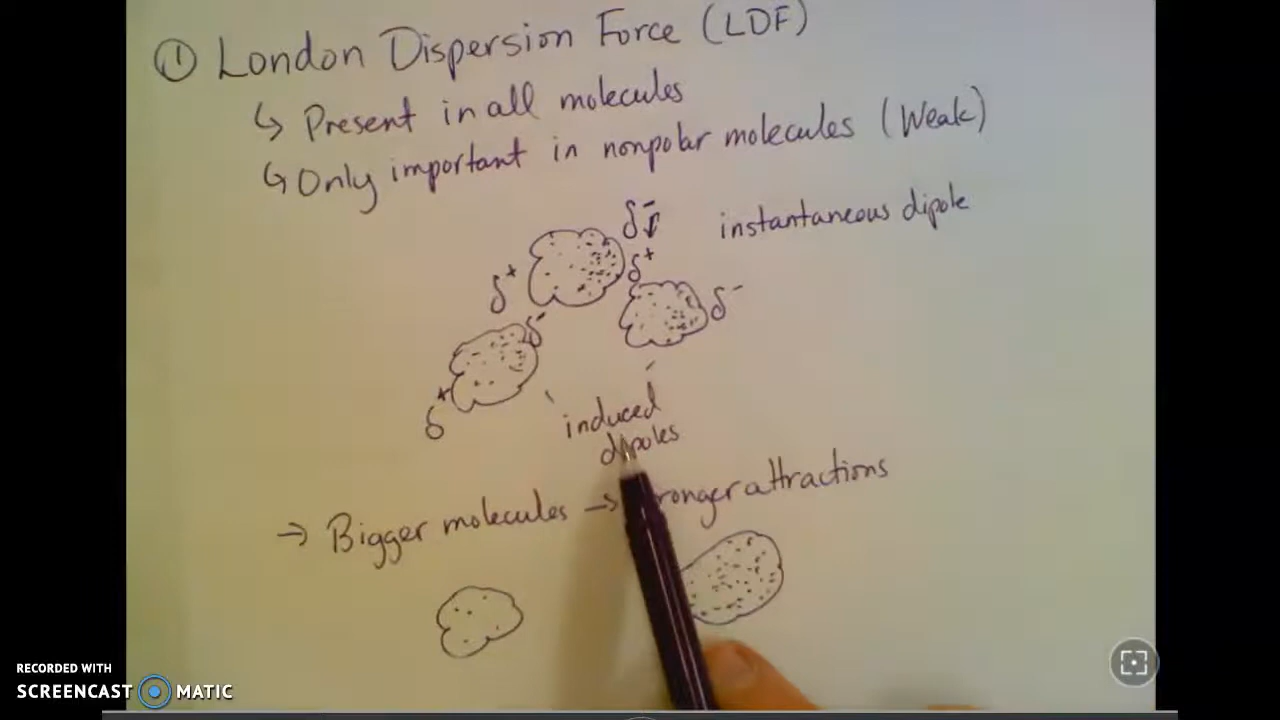 ① London Dispersion Force (LDF)
↳ Present in all molecules
↳ Only important in nonpolar molecules (Weak)
δ- instantaneous dipole
δ+ δ+
δ-
δ-
δ+
induced
dipoles
→ Bigger molecules → attractions
RECORDED WITH
SCREENCAST MATIC